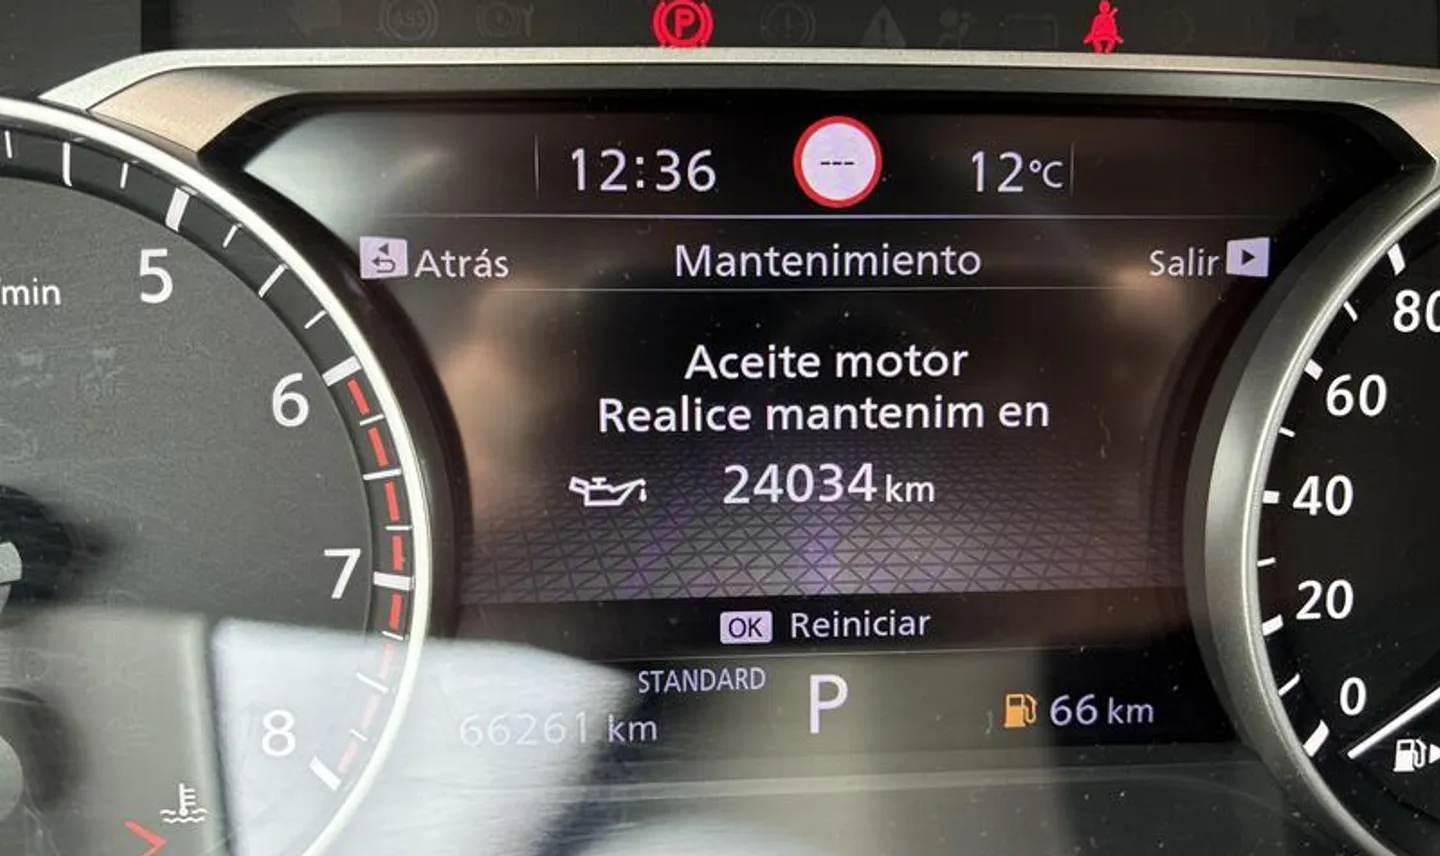 ABS
P
12:36
---
12°C
Atrás
Mantenimiento
Salir
/min
5
80
Aceite motor
6
60
Realice mantenim en
24034 km
40
7
20
OK Reiniciar
STANDARD
P
0
66261 km
66 km
8